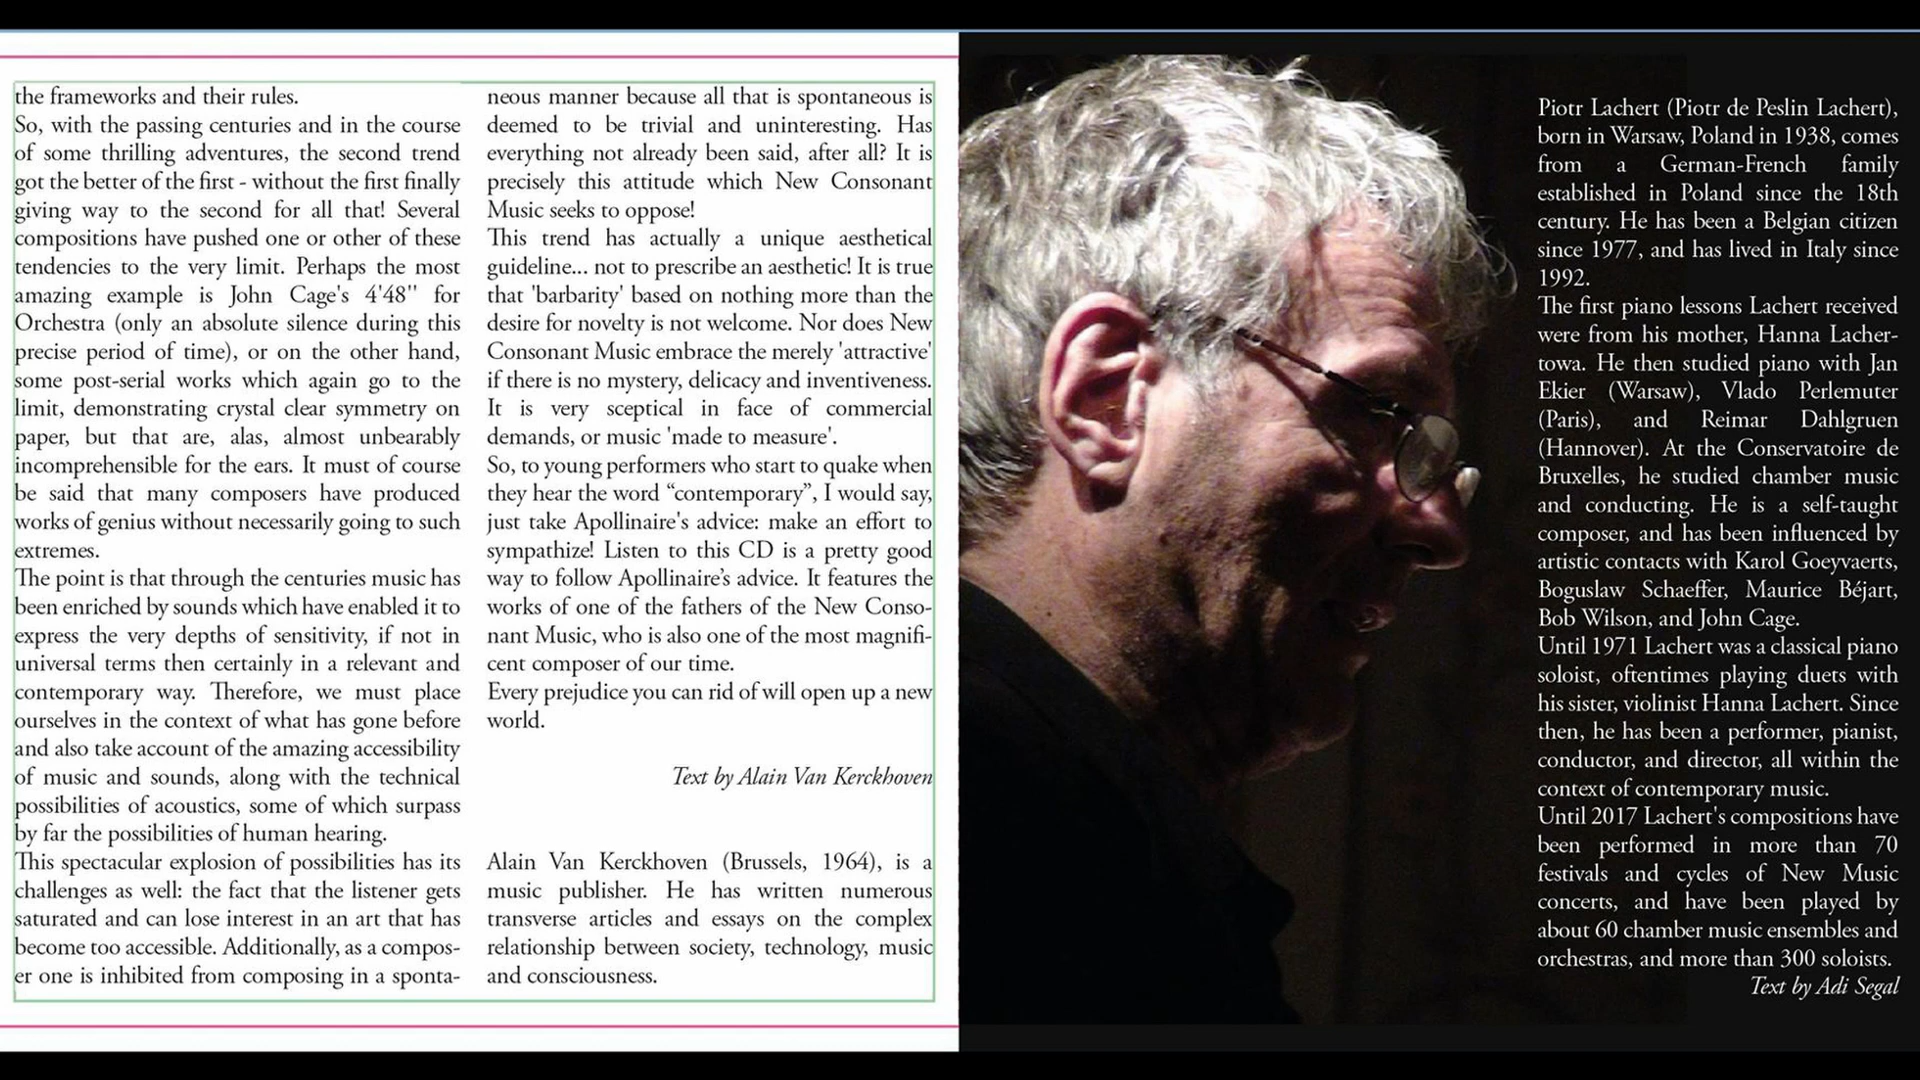 the frameworks and their rules.
So, with the passing centuries and in the course
of some thrilling adventures, the second trend
got the better of the first - without the first finally
giving way to the second for all that! Several
compositions have pushed one or other of these
tendencies to the very limit. Perhaps the most
amazing example is John Cage's 4'48'' for
Orchestra (only an absolute silence during this
precise period of time), or on the other hand,
some post-serial works which again go to the
limit, demonstrating crystal clear symmetry on
paper, but that are, alas, almost unbearably
incomprehensible for the ears. It must of course
be said that many composers have produced
works of genius without necessarily going to such
extremes.
The point is that through the centuries music has
been enriched by sounds which have enabled it to
express the very depths of sensitivity, if not in
universal terms then certainly in a relevant and
contemporary way. Therefore, we must place
ourselves in the context of what has gone before
and also take account of the amazing accessibility
of music and sounds, along with the technical
possibilities of acoustics, some of which surpass
by far the possibilities of human hearing.
This spectacular explosion of possibilities has its
challenges as well: the fact that the listener gets
saturated and can lose interest in an art that has
become too accessible. Additionally, as a compos-
er one is inhibited from composing in a sponta-
neous manner because all that is spontaneous is
deemed to be trivial and uninteresting. Has
everything not already been said, after all? It is
precisely this attitude which New Consonant
Music seeks to oppose!
This trend has actually a unique aesthetical
guideline... not to prescribe an aesthetic! It is true
that 'barbarity' based on nothing more than the
desire for novelty is not welcome. Nor does New
Consonant Music embrace the merely 'attractive'
if there is no mystery, delicacy and inventiveness.
It is very sceptical in face of commercial
demands, or music 'made to measure'.
So, to young performers who start to quake when
they hear the word “contemporary”, I would say,
just take Apollinaire's advice: make an effort to
sympathize! Listen to this CD is a pretty good
way to follow Apollinaire’s advice. It features the
works of one of the fathers of the New Conso-
nant Music, who is also one of the most magnifi-
cent composer of our time.
Every prejudice you can rid of will open up a new
world.
Text by Alain Van Kerckhoven
Alain Van Kerckhoven (Brussels, 1964), is a
music publisher. He has written numerous
transverse articles and essays on the complex
relationship between society, technology, music
and consciousness.
Piotr Lachert (Piotr de Peslin Lachert),
born in Warsaw, Poland in 1938, comes
from a German-French family
established in Poland since the 18th
century. He has been a Belgian citizen
since 1977, and has lived in Italy since
1992.
The first piano lessons Lachert received
were from his mother, Hanna Lacher-
towa. He then studied piano with Jan
Ekier (Warsaw), Vlado Perlemuter
(Paris), and Reimar Dahlgruen
(Hannover). At the Conservatoire de
Bruxelles, he studied chamber music
and conducting. He is a self-taught
composer, and has been influenced by
artistic contacts with Karol Goeyvaerts,
Boguslaw Schaeffer, Maurice Béjart,
Bob Wilson, and John Cage.
Until 1971 Lachert was a classical piano
soloist, oftentimes playing duets with
his sister, violinist Hanna Lachert. Since
then, he has been a performer, pianist,
conductor, and director, all within the
context of contemporary music.
Until 2017 Lachert's compositions have
been performed in more than 70
festivals and cycles of New Music
concerts, and have been played by
about 60 chamber music ensembles and
orchestras, and more than 300 soloists.
Text by Adi Segal